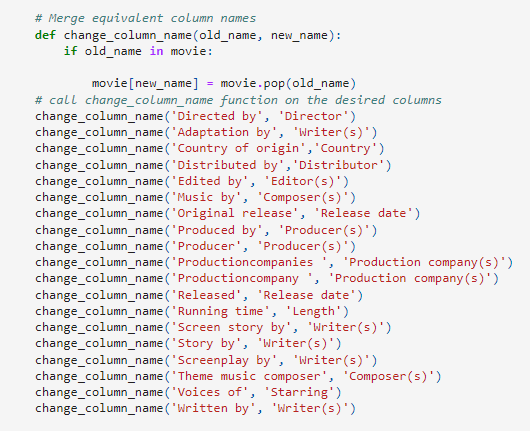 # Merge equivalent column names
def change_column_name(old_name, new_name):
if old_name in movie:
movie[new_name] = movie.pop(old_name)
# call change_column_name function on the desired columns
change_column_name('Directed by', 'Director')
change_column_name('Adaptation by', 'Writer(s)')
change_column_name('Country of origin','Country')
change_column_name('Distributed by','Distributor')
change_column_name('Edited by', 'Editor(s)')
change_column_name('Music by', 'Composer(s)')
change_column_name('Original release', 'Release date')
change_column_name('Produced by', 'Producer(s)')
change_column_name('Producer', 'Producer(s)')
change_column_name('Productioncompanies ', 'Production company(s)')
change_column_name('Productioncompany ', 'Production company(s)')
change_column_name('Released', 'Release date')
change_column_name('Running time', 'Length')
change_column_name('Screen story by', 'Writer(s)')
change_column_name('Story by', 'Writer(s)')
change_column_name('Screenplay by', 'Writer(s)')
change_column_name('Theme music composer', 'Composer(s)')
change_column_name('Voices of', 'Starring')
change_column_name('Written by', 'Writer(s)')